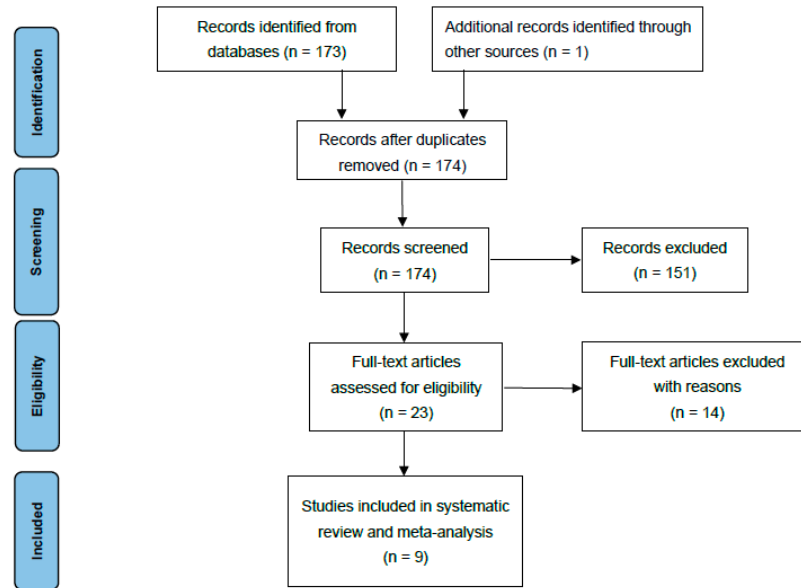 Identification
Records identified from
databases (n = 173)
Additional records identified through
other sources (n = 1)
Records after duplicates
removed (n = 174)
Screening
Records screened
(n = 174)
Records excluded
(n = 151)
Eligibility
Full-text articles
assessed for eligibility
(n = 23)
Full-text articles excluded
with reasons
(n = 14)
Included
Studies included in systematic
review and meta-analysis
(n = 9)